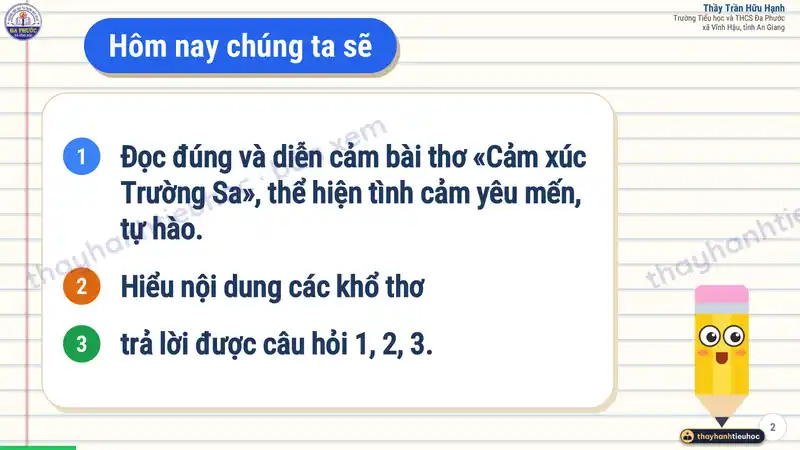 Thầy Trần Hữu Hạnh
Trường Tiểu học và THCS Đa Phước
xã Vĩnh Hậu, tỉnh An Giang
ĐA PHƯỚC
Hôm nay chúng ta sẽ
1 Đọc đúng và diễn cảm bài thơ «Cảm xúc
Trường Sa», thể hiện tình cảm yêu mến,
tự hào.
2 Hiểu nội dung các khổ thơ
3 trả lời được câu hỏi 1, 2, 3.
2
thayhanhtieuhoc